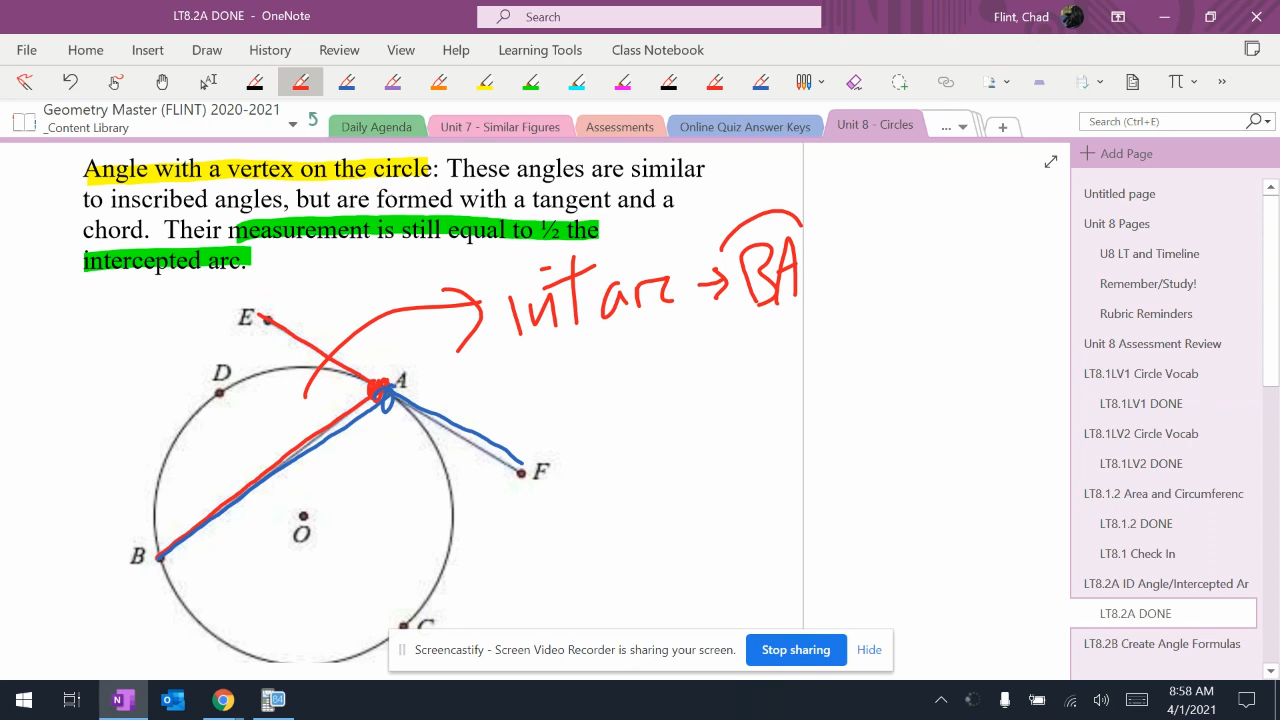 LT8.2A DONE - OneNote
Search
Flint, Chad
File Home Insert Draw History Review View Help Learning Tools Class Notebook
Geometry Master (FLINT) 2020-2021
_Content Library
Daily Agenda
Unit 7 - Similar Figures
Assessments
Online Quiz Answer Keys
Unit 8 - Circles
...
Search (Ctrl+E)
Angle with a vertex on the circle: These angles are similar
to inscribed angles, but are formed with a tangent and a
chord. Their measurement is still equal to ½ the
intercepted arc.
int arc → BA
E
D
A
F
O
B
C
Add Page
Untitled page
Unit 8 Pages
U8 LT and Timeline
Remember/Study!
Rubric Reminders
Unit 8 Assessment Review
LT8.1LV1 Circle Vocab
LT8.1LV1 DONE
LT8.1LV2 Circle Vocab
LT8.1LV2 DONE
LT8.1.2 Area and Circumferenc
LT8.1.2 DONE
LT8.1 Check In
LT8.2A ID Angle/Intercepted Ar
LT8.2A DONE
LT8.2B Create Angle Formulas
Screencastify - Screen Video Recorder is sharing your screen.
Stop sharing
Hide
8:58 AM
4/1/2021